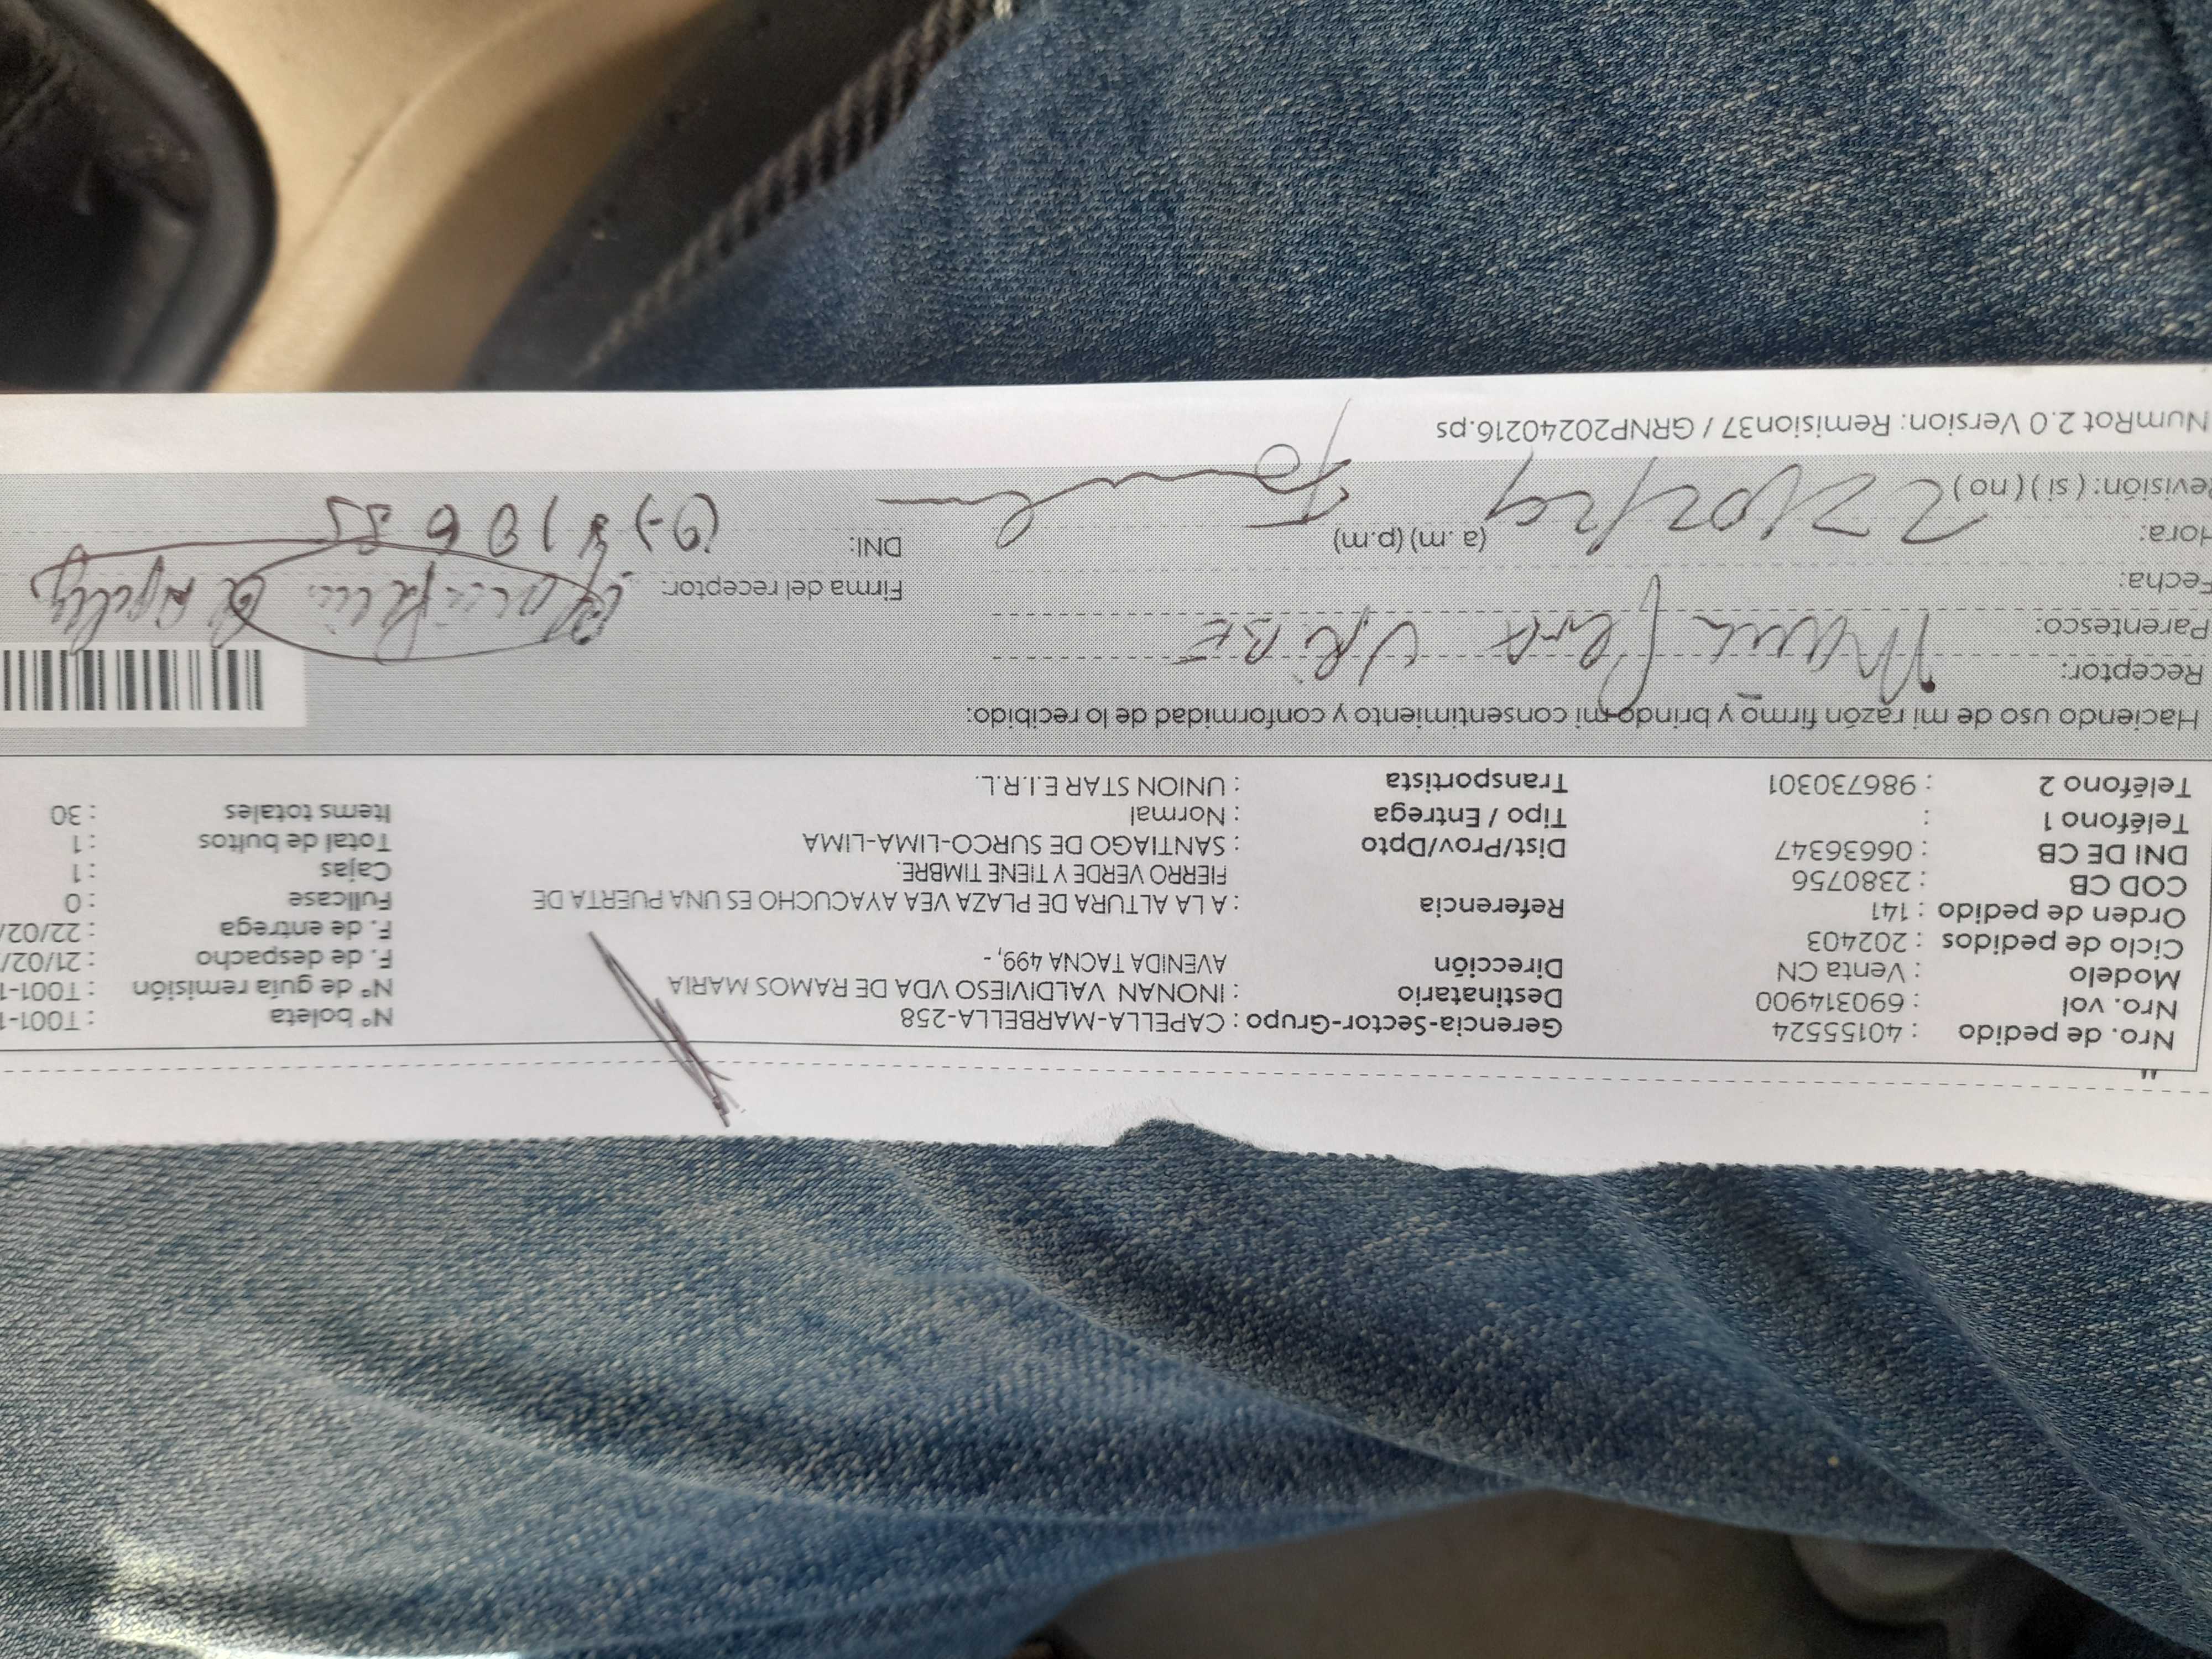 Nro. de pedido : 40155524 Gerencia-Sector-Grupo : CAPELLA-MARBELLA-258 N° boleta : T001-1
Nro. vol : 690314900 Destinatario : INONAN VALDIVIESO VDA DE RAMOS MARIA N° de guía remisión : T001-1
Modelo : Venta CN Dirección AVENIDA TACNA 499, - F. de despacho : 21/02/
Ciclo de pedidos : 202403 F. de entrega : 22/02/
Orden de pedido : 141 Referencia : A LA ALTURA DE PLAZA VEA AYACUCHO ES UNA PUERTA DE Fullcase : 0
COD CB : 2380756 FIERRO VERDE Y TIENE TIMBRE. Cajas : 1
DNI DE CB : 06636347 Dist/Prov/Dpto : SANTIAGO DE SURCO-LIMA-LIMA Total de bultos : 1
Teléfono 1 : Tipo / Entrega : Normal Items totales : 30
Teléfono 2 : 986730301 Transportista : UNION STAR E.I.R.L.
Haciendo uso de mi razón firmo y brindo mi consentimiento y conformidad de lo recibido:
Receptor: URIBE
Parentesco:
Fecha: Firma del receptor:
Hora: (a.m) (p.m) DNI:
evisión: ( si ) ( no ) 22/02/24
NumRot 2.0 Version: Remision37 / GRNP20240216.ps